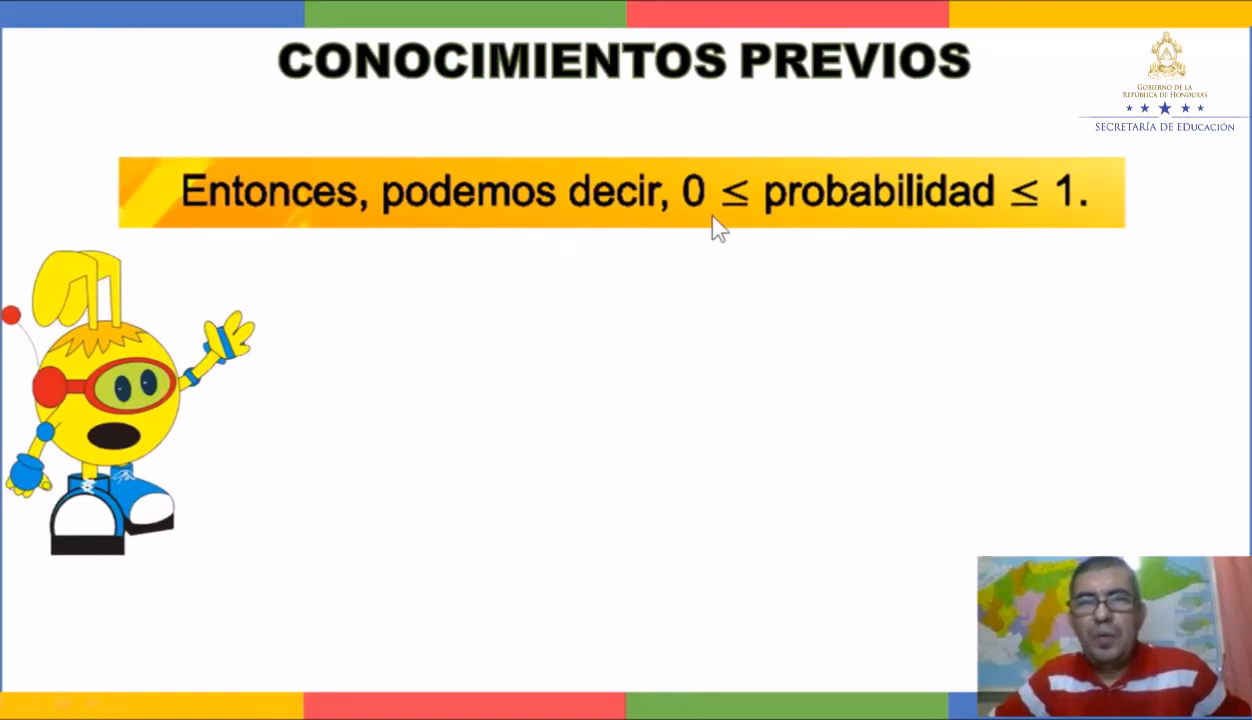 CONOCIMIENTOS PREVIOS
GOBIERNO DE LA
REPÚBLICA DE HONDURAS
SECRETARÍA DE EDUCACIÓN
Entonces, podemos decir, 0 ≤ probabilidad ≤ 1.